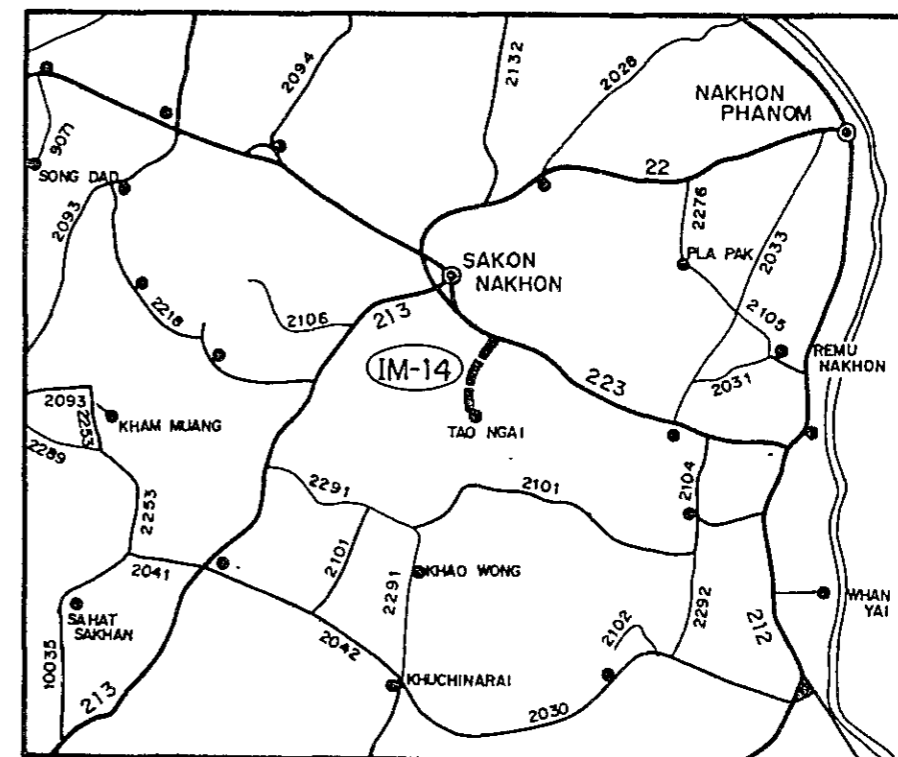 2132
2094
2028
NAKHON
PHANOM
9071
22
SONG DAD
2276
2033
2093
PLA PAK
SAKON
NAKHON
2218
2106
213
2105
REMU
NAKHON
IM-14
223
2031
2093
KHAM MUANG
2253
TAO NGAI
2289
2291
2101
2104
2253
2101
2041
2291
KHAO WONG
2292
WHAN
YAI
SAHAT
SAKHAN
2102
212
2042
10035
213
KHUCHINARAI
2030